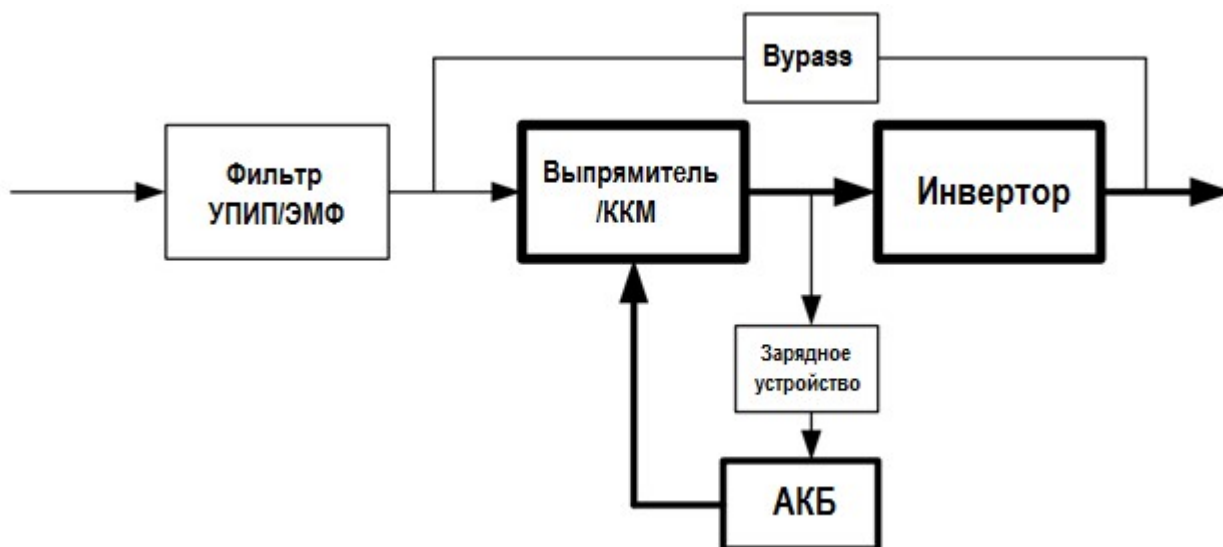 Bypass
Фильтр
УПИП/ЭМФ
Выпрямитель
/ККМ
Инвертор
Зарядное
устройство
АКБ